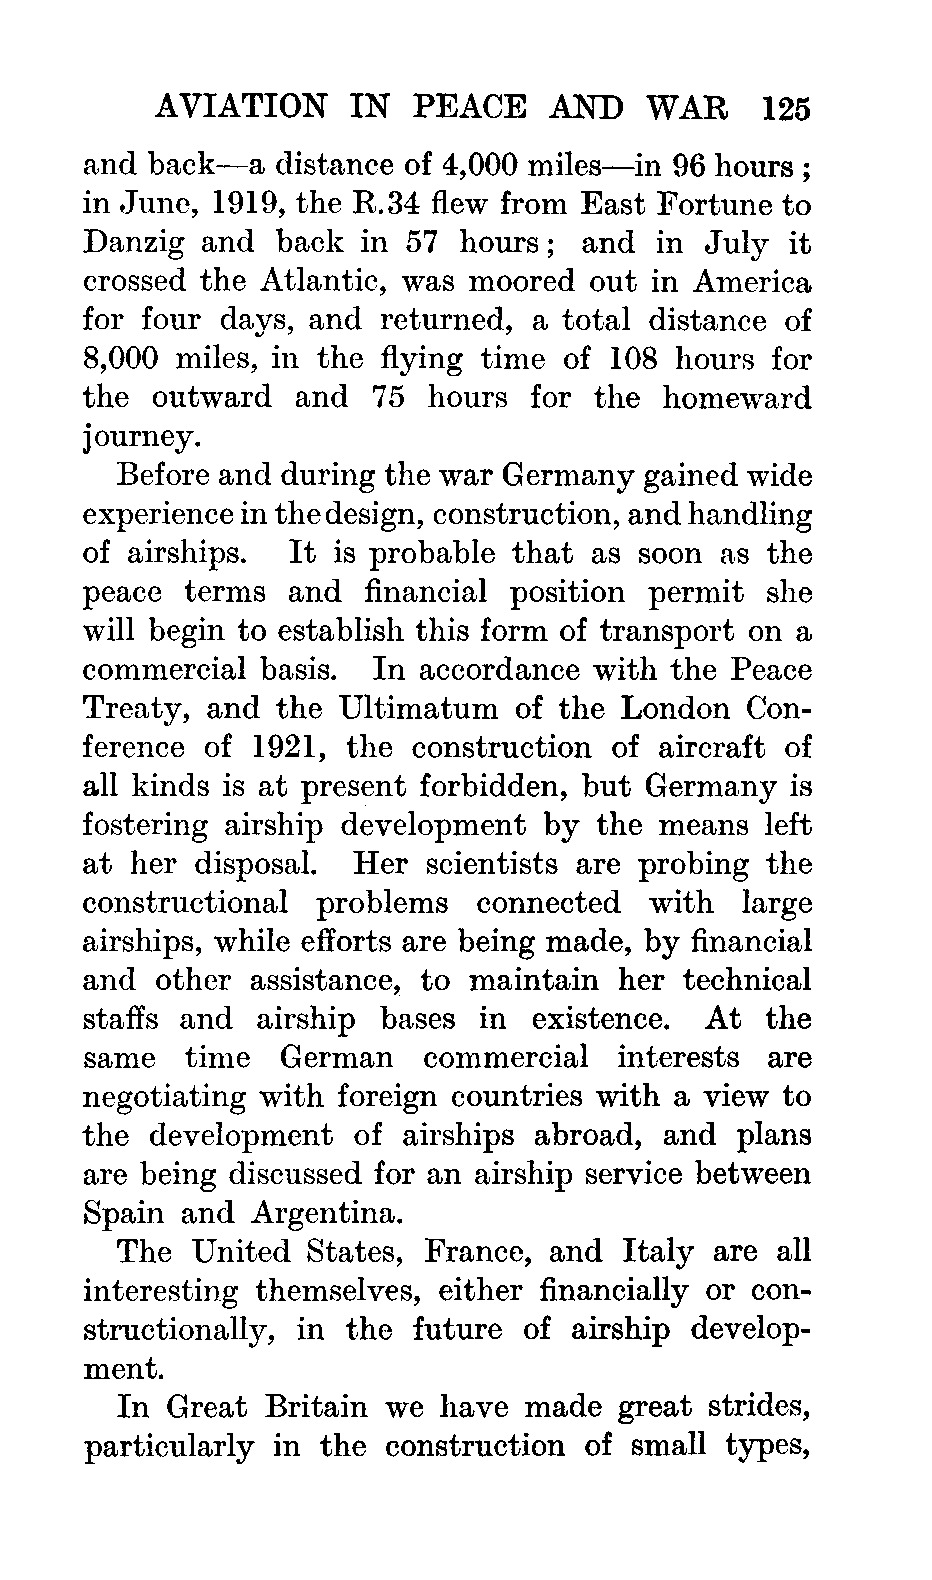 AVIATION IN PEACE AND WAR 125
and back—a distance of 4,000 miles—in 96 hours ;
in June, 1919, the R.34 flew from East Fortune to
Danzig and back in 57 hours ; and in July it
crossed the Atlantic, was moored out in America
for four days, and returned, a total distance of
8,000 miles, in the flying time of 108 hours for
the outward and 75 hours for the homeward
journey.
Before and during the war Germany gained wide
experience in the design, construction, and handling
of airships. It is probable that as soon as the
peace terms and financial position permit she
will begin to establish this form of transport on a
commercial basis. In accordance with the Peace
Treaty, and the Ultimatum of the London Con-
ference of 1921, the construction of aircraft of
all kinds is at present forbidden, but Germany is
fostering airship development by the means left
at her disposal. Her scientists are probing the
constructional problems connected with large
airships, while efforts are being made, by financial
and other assistance, to maintain her technical
staffs and airship bases in existence. At the
same time German commercial interests are
negotiating with foreign countries with a view to
the development of airships abroad, and plans
are being discussed for an airship service between
Spain and Argentina.
The United States, France, and Italy are all
interesting themselves, either financially or con-
structionally, in the future of airship develop-
ment.
In Great Britain we have made great strides,
particularly in the construction of small types,